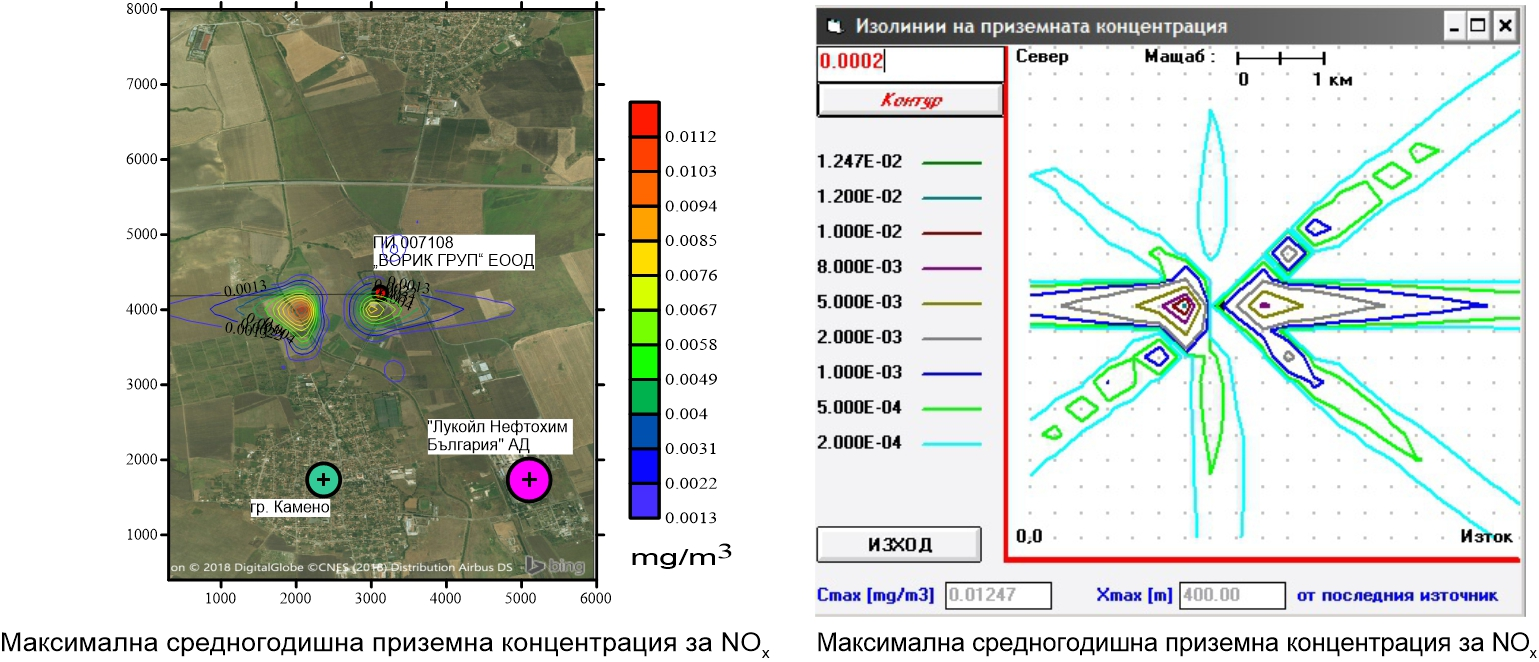 8000
7000
6000
5000
4000
3000
2000
1000
ПИ 007108
„ВОРИК ГРУП“ ЕООД
0.0013
0.0013
"Лукойл Нефтохим
България" АД
гр. Камено
on © 2018 DigitalGlobe ©CNES (2018) Distribution Airbus DS
bing
1000 2000 3000 4000 5000 6000
0.0112
0.0103
0.0094
0.0085
0.0076
0.0067
0.0058
0.0049
0.004
0.0031
0.0022
0.0013
mg/m³
Максимална средногодишна приземна концентрация за NOx
Изолинии на приземната концентрация
0.0002
Контур
1.247E-02
1.200E-02
1.000E-02
8.000E-03
5.000E-03
2.000E-03
1.000E-03
5.000E-04
2.000E-04
ИЗХОД
Север Мащаб :
0 1 км
0,0 Изток
Cmax [mg/m3] 0.01247 Xmax [m] 400.00 от последния източник
Максимална средногодишна приземна концентрация за NOx